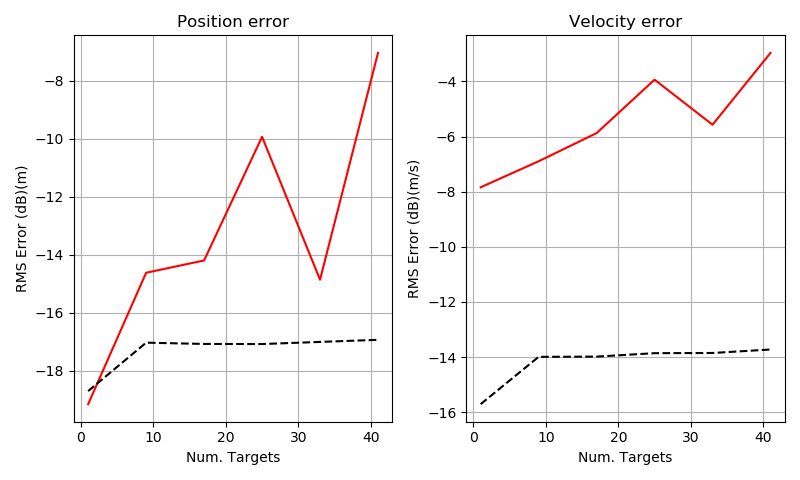 Position error
RMS Error (dB)(m)
−8
−10
−12
−14
−16
−18
0 10 20 30 40
Num. Targets
Velocity error
RMS Error (dB)(m/s)
−4
−6
−8
−10
−12
−14
−16
0 10 20 30 40
Num. Targets